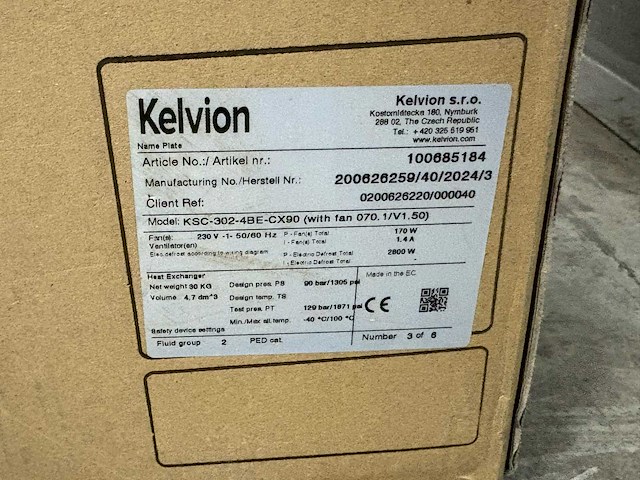 Kelvion
Kelvion s.r.o.
Kostomlátecká 180, Nymburk
288 02, The Czech Republic
Tel.: +420 325 519 951
www.kelvion.com
Name Plate
Article No.:/ Artikel nr.: 100685184
Manufacturing No./Herstell Nr.: 200626259/40/2024/3
Client Ref: 0200626220/000040
Model: KSC-302-4BE-CX90 (with fan 070.1/V1.50)
Fan(s): 230 V -1- 50/60 Hz P - Fan(s) Total 170 W
Ventilator(en) I - Fan(s) Total 1.4 A
Elec. defrost according to wiring diagram P - Electric Defrost Total 2800 W
I - Electric Defrost Total
Heat Exchanger Made in the EC.
Net weight 30 KG Design pres. PS 90 bar/1305 psi
Volume 4,7 dm^3 Design temp. TS
Test pres. PT 129 bar/1871 psi
Min./Max all.temp. -40 °C/100 °C
CE
Safety device settings
Fluid group 2 PED cat. Number 3 of 6